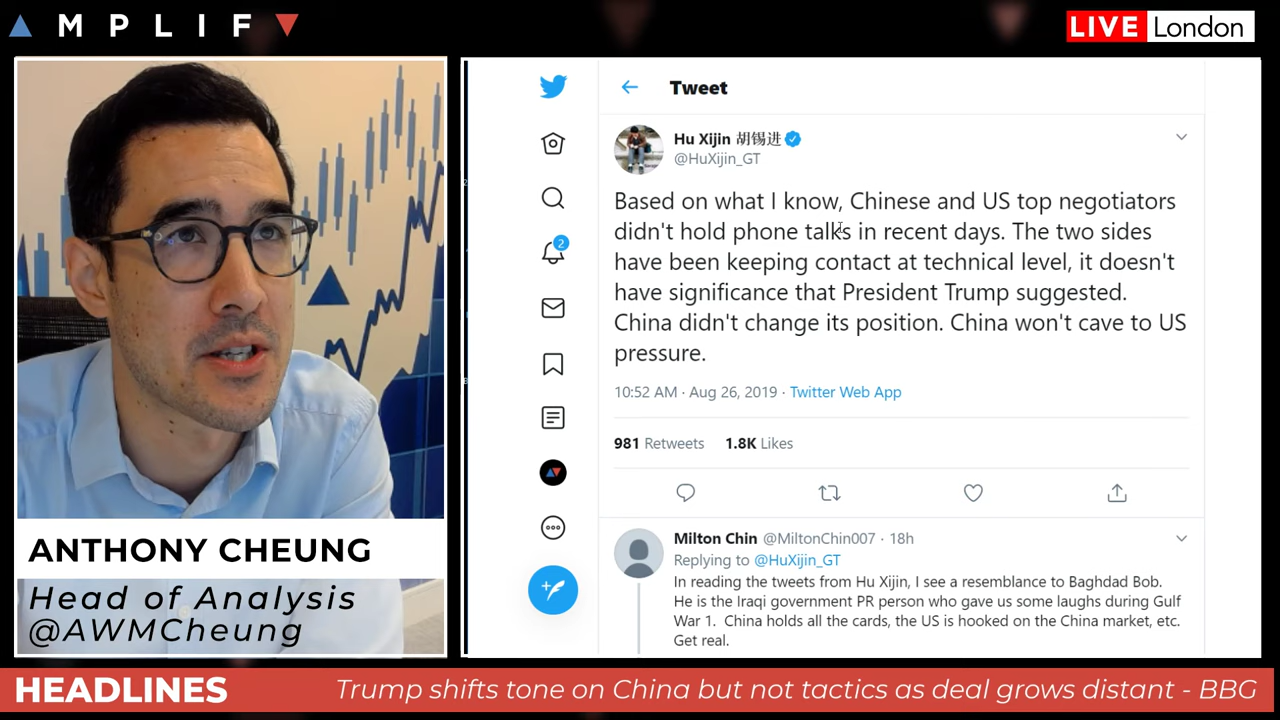 AMPLIFY
LIVE London
Tweet
Hu Xijin 胡锡进
@HuXijin_GT
Based on what I know, Chinese and US top negotiators
didn't hold phone talks in recent days. The two sides
have been keeping contact at technical level, it doesn't
have significance that President Trump suggested.
China didn't change its position. China won't cave to US
pressure.
10:52 AM · Aug 26, 2019 · Twitter Web App
981 Retweets 1.8K Likes
2
Milton Chin @MiltonChin007 · 18h
Replying to @HuXijin_GT
In reading the tweets from Hu Xijin, I see a resemblance to Baghdad Bob.
He is the Iraqi government PR person who gave us some laughs during Gulf
War 1. China holds all the cards, the US is hooked on the China market, etc.
Get real.
ANTHONY CHEUNG
Head of Analysis
@AWMCheung
HEADLINES
Trump shifts tone on China but not tactics as deal grows distant - BBG